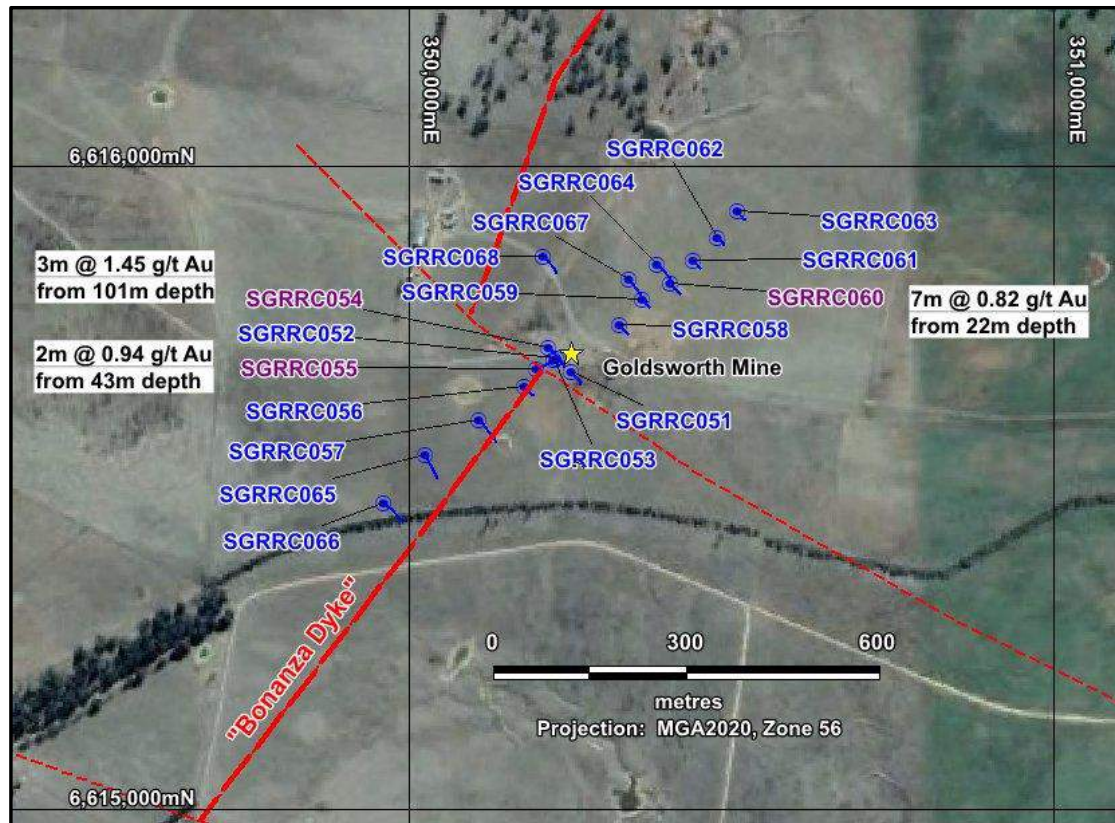 350,000mE
351,000mE
6,616,000mN
SGRRC062
SGRRC064
SGRRC067
SGRRC063
SGRRC068
SGRRC061
3m @ 1.45 g/t Au
from 101m depth
SGRRC059
SGRRC060
SGRRC054
7m @ 0.82 g/t Au
from 22m depth
SGRRC052
SGRRC058
2m @ 0.94 g/t Au
from 43m depth
SGRRC055
Goldsworth Mine
SGRRC056
SGRRC051
SGRRC057
SGRRC053
SGRRC065
SGRRC066
"Bonanza Dyke"
0 300 600
metres
Projection: MGA2020, Zone 56
6,615,000mN